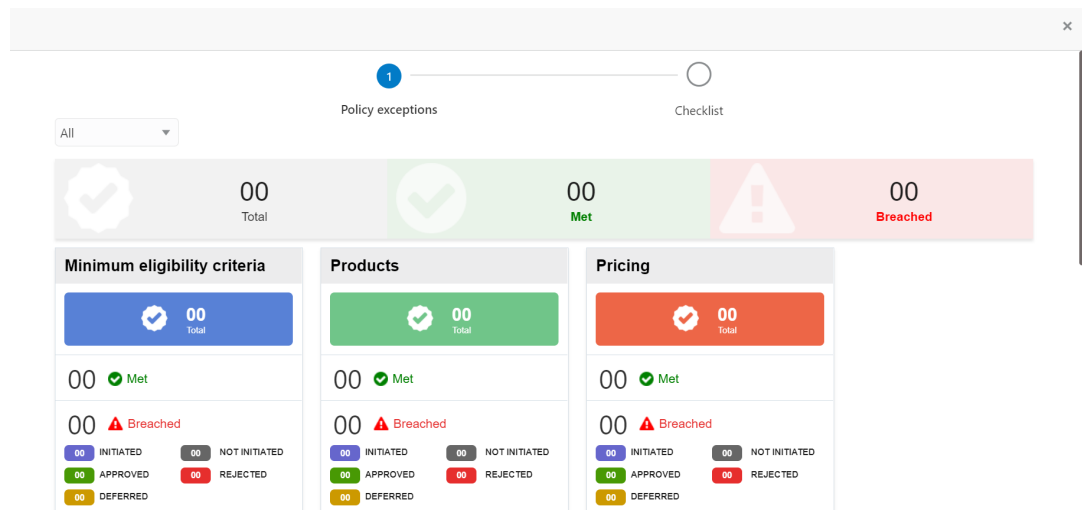 ×
1
Policy exceptions
Checklist
All
00
Total
00
Met
00
Breached
Minimum eligibility criteria
00
Total
00 Met
00 Breached
00 INITIATED 00 NOT INITIATED
00 APPROVED 00 REJECTED
00 DEFERRED
Products
00
Total
00 Met
00 Breached
00 INITIATED 00 NOT INITIATED
00 APPROVED 00 REJECTED
00 DEFERRED
Pricing
00
Total
00 Met
00 Breached
00 INITIATED 00 NOT INITIATED
00 APPROVED 00 REJECTED
00 DEFERRED